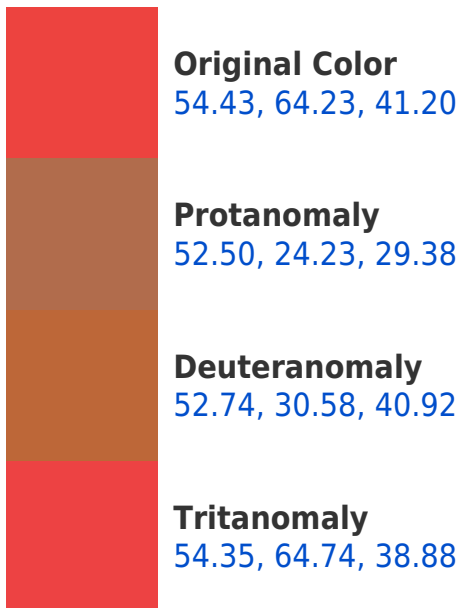 Original Color
54.43, 64.23, 41.20
Protanomaly
52.50, 24.23, 29.38
Deuteranomaly
52.74, 30.58, 40.92
Tritanomaly
54.35, 64.74, 38.88